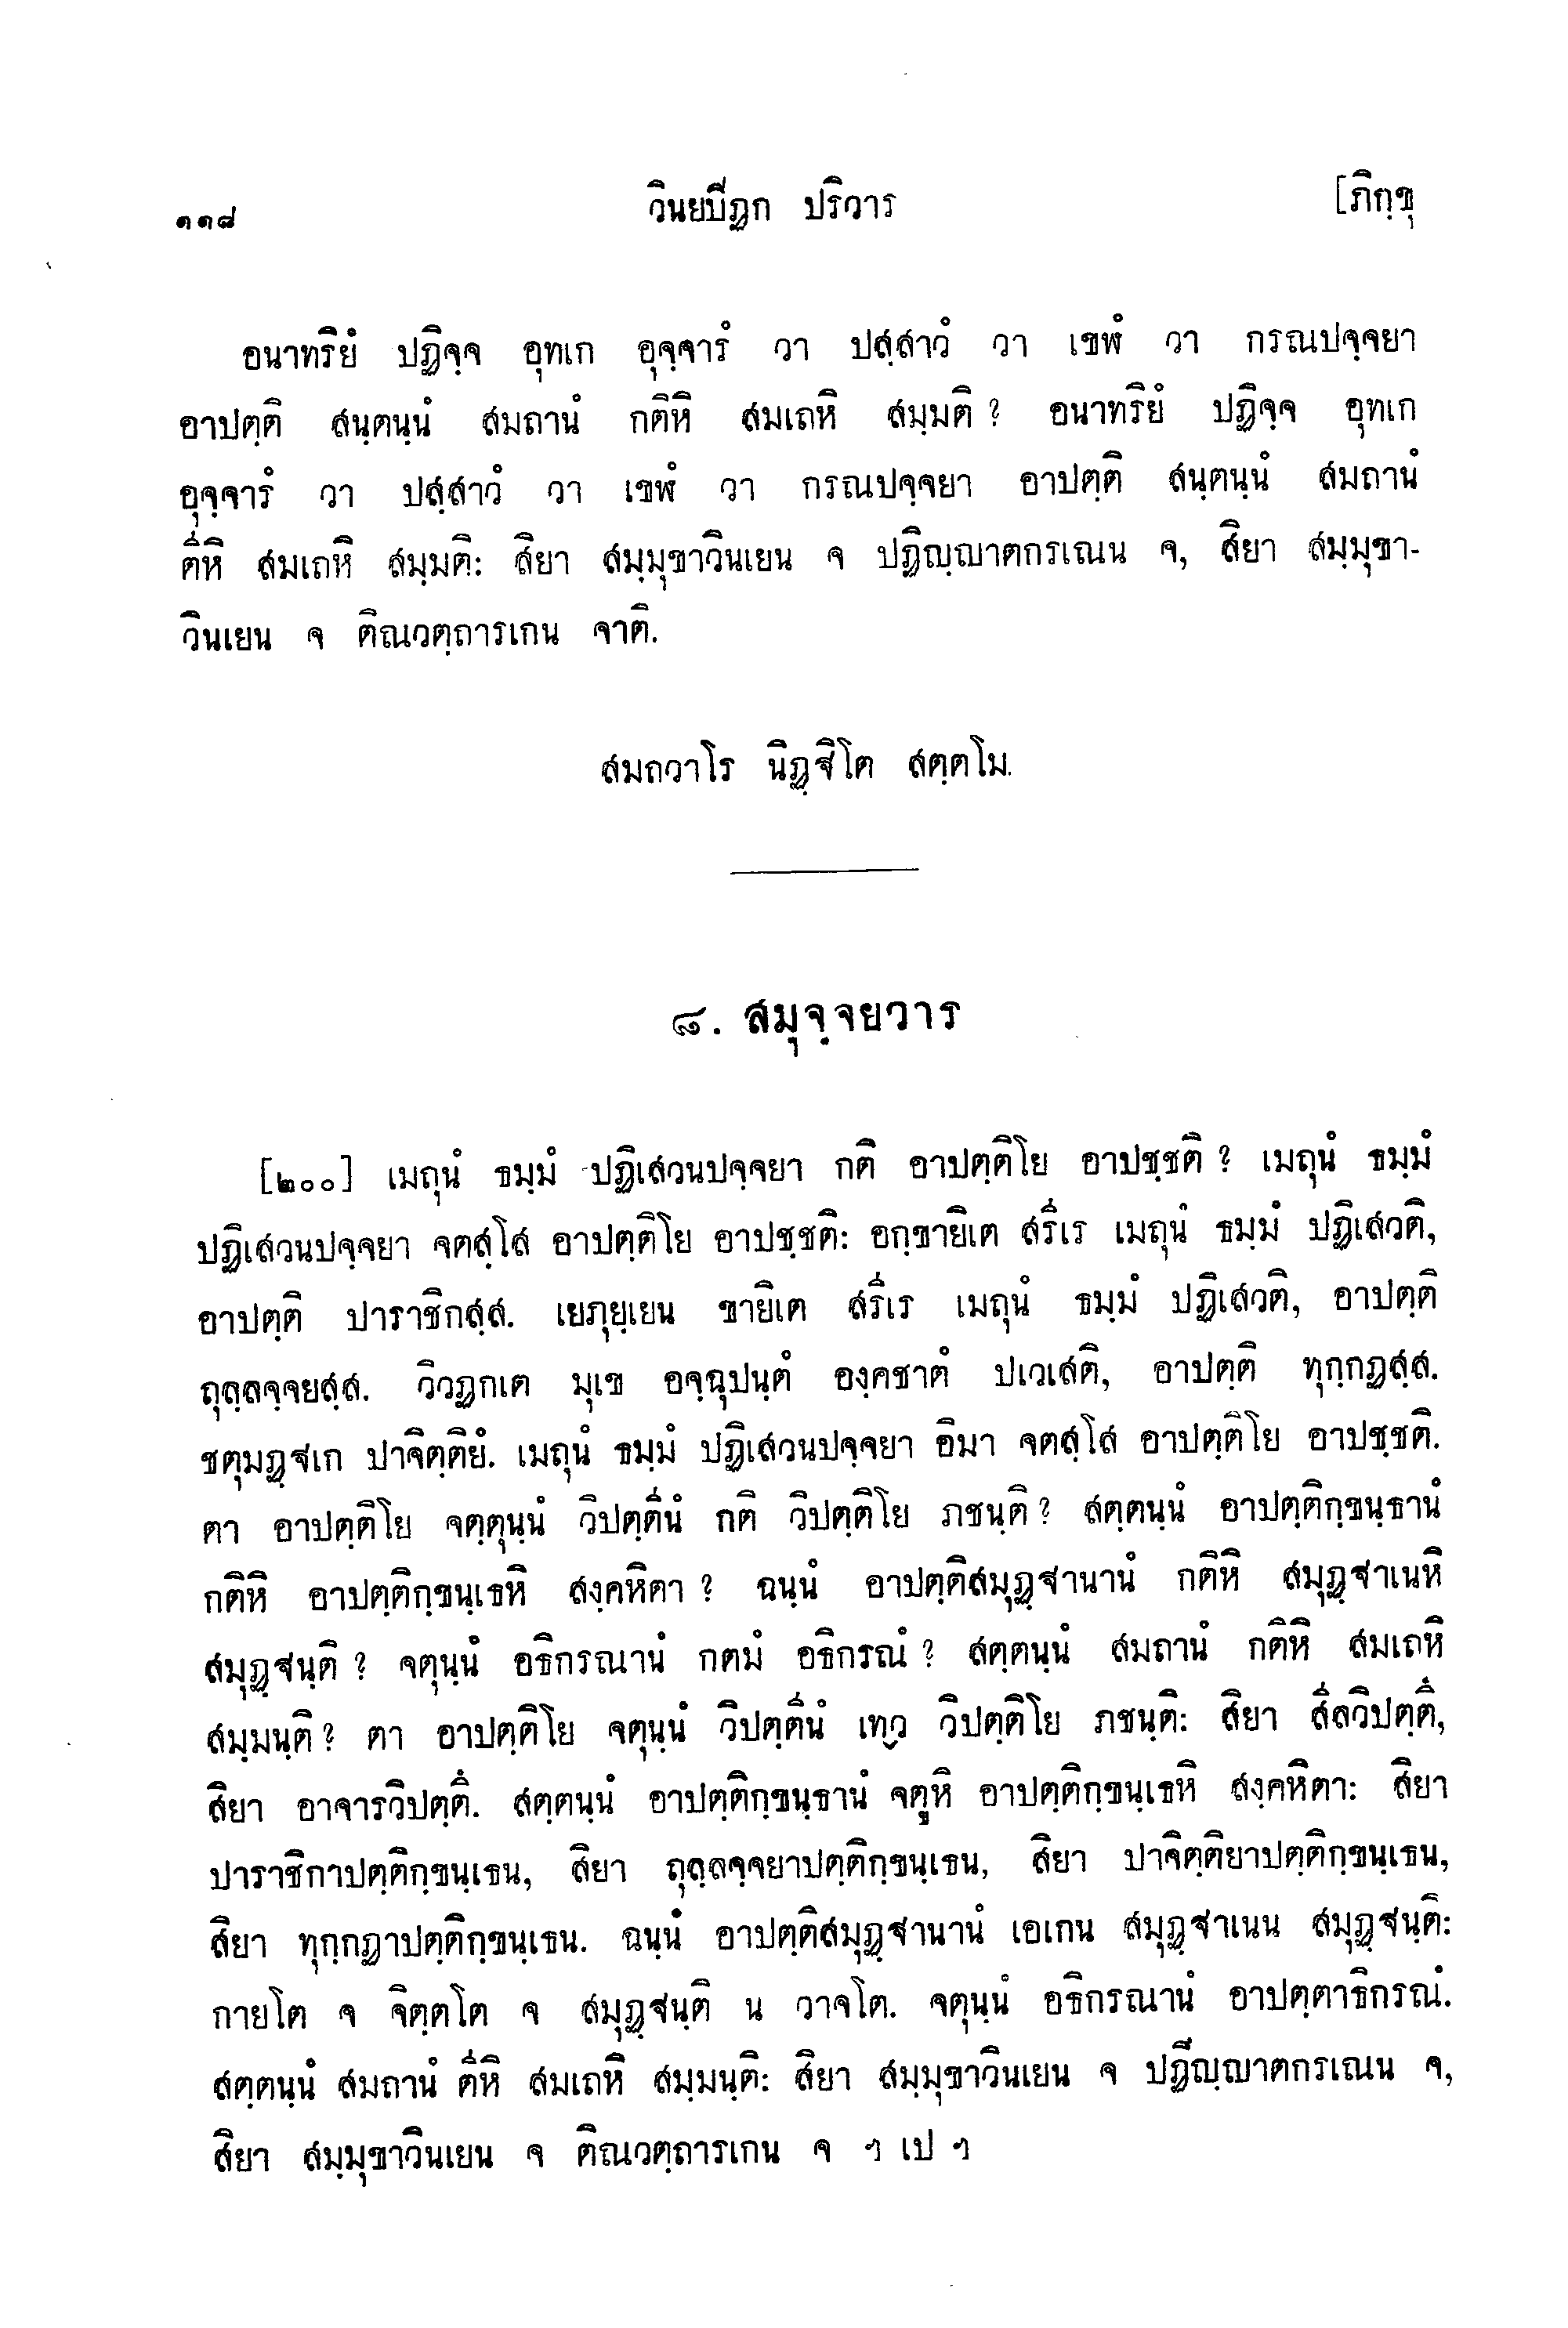 ๑๑๘ วินยปีฏก ปริวาร [ภิกฺขุ
อนาทริยํ ปฏิจฺจ อุทเก อุจฺจารํ วา ปสฺสาวํ วา เขฬํ วา กรณปจฺจยา
อาปตฺติ สนฺตนฺนํ สมถานํ กติหิ สมเถหิ สมฺมติ ? อนาทริยํ ปฏิจฺจ อุทเก
อุจฺจารํ วา ปสฺสาวํ วา เขฬํ วา กรณปจฺจยา อาปตฺติ สนฺตนฺนํ สมถานํ
ตีหิ สมเถหิ สมฺมติ: สิยา สมฺมุขาวินเยน จ ปฏิญฺญาตกรเณน จ, สิยา สมฺมุขา-
วินเยน จ ติณวตฺถารเกน จาติ.
สมถวาโร นิฏฺฐิโต สตฺตโม.
๘. สมุจฺจยวาร
[๒๐๐] เมถุนํ ธมฺมํ ปฏิเสวนปจฺจยา กติ อาปตฺติโย อาปชฺชติ ? เมถุนํ ธมฺมํ
ปฏิเสวนปจฺจยา จตสฺโส อาปตฺติโย อาปชฺชติ: อกฺขายิเต สรีเร เมถุนํ ธมฺมํ ปฏิเสวติ,
อาปตฺติ ปาราชิกสฺส. เยภุยฺเยน ขายิเต สรีเร เมถุนํ ธมฺมํ ปฏิเสวติ, อาปตฺติ
ถุลฺลจฺจยสฺส. วิวฏกเต มุเข อจฺฉุปนฺตํ องฺคชาตํ ปเวเสติ, อาปตฺติ ทุกฺกฏสฺส.
ชตุมฏฺฐเก ปาจิตฺติยํ. เมถุนํ ธมฺมํ ปฏิเสวนปจฺจยา อิมา จตสฺโส อาปตฺติโย อาปชฺชติ.
ตา อาปตฺติโย จตฺตุนฺนํ วิปตฺตีนํ กติ วิปตฺติโย ภชนฺติ ? สตฺตนฺนํ อาปตฺติกฺขนฺธานํ
กติหิ อาปตฺติกฺขนฺเธหิ สงฺคหิตา ? ฉนฺนํ อาปตฺติสมุฏฺฐานานํ กติหิ สมุฏฺฐาเนหิ
สมุฏฺฐนฺติ ? จตุนฺนํ อธิกรณานํ กตมํ อธิกรณํ ? สตฺตนฺนํ สมถานํ กติหิ สมเถหิ
สมฺมนฺติ ? ตา อาปตฺติโย จตุนฺนํ วิปตฺตีนํ เทฺว วิปตฺติโย ภชนฺติ: สิยา สีลวิปตฺตึ,
สิยา อาจารวิปตฺตึ. สตฺตนฺนํ อาปตฺติกฺขนฺธานํ จตูหิ อาปตฺติกฺขนฺเธหิ สงฺคหิตา: สิยา
ปาราชิกาปตฺติกฺขนฺเธน, สิยา ถุลฺลจฺจยาปตฺติกฺขนฺเธน, สิยา ปาจิตฺติยาปตฺติกฺขนฺเธน,
สิยา ทุกฺกฏาปตฺติกฺขนฺเธน. ฉนฺนํ อาปตฺติสมุฏฺฐานานํ เอเกน สมุฏฺฐาเนน สมุฏฺฐนฺติ:
กายโต จ จิตฺตโต จ สมุฏฺฐนฺติ น วาจโต. จตุนฺนํ อธิกรณานํ อาปตฺตาธิกรณํ.
สตฺตนฺนํ สมถานํ ตีหิ สมเถหิ สมฺมนฺติ: สิยา สมฺมุขาวินเยน จ ปฏิญฺญาตกรเณน จ,
สิยา สมฺมุขาวินเยน จ ติณวตฺถารเกน จ ฯ เป ฯ